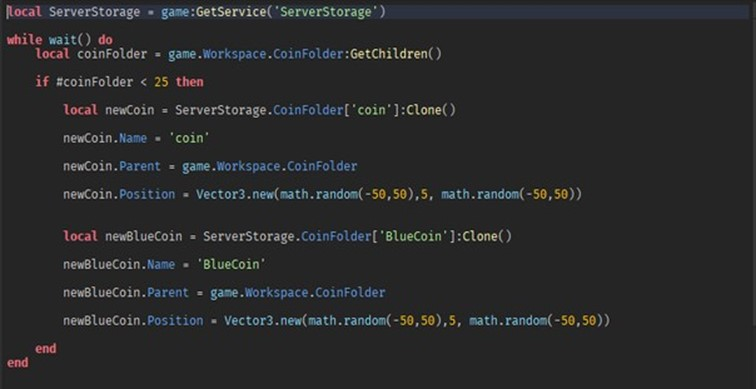 local ServerStorage = game:GetService('ServerStorage')
while wait() do
local coinFolder = game.Workspace.CoinFolder:GetChildren()
if #coinFolder < 25 then
local newCoin = ServerStorage.CoinFolder['coin']:Clone()
newCoin.Name = 'coin'
newCoin.Parent = game.Workspace.CoinFolder
newCoin.Position = Vector3.new(math.random(-50,50),5, math.random(-50,50))
local newBlueCoin = ServerStorage.CoinFolder['BlueCoin']:Clone()
newBlueCoin.Name = 'BlueCoin'
newBlueCoin.Parent = game.Workspace.CoinFolder
newBlueCoin.Position = Vector3.new(math.random(-50,50),5, math.random(-50,50))
end
end